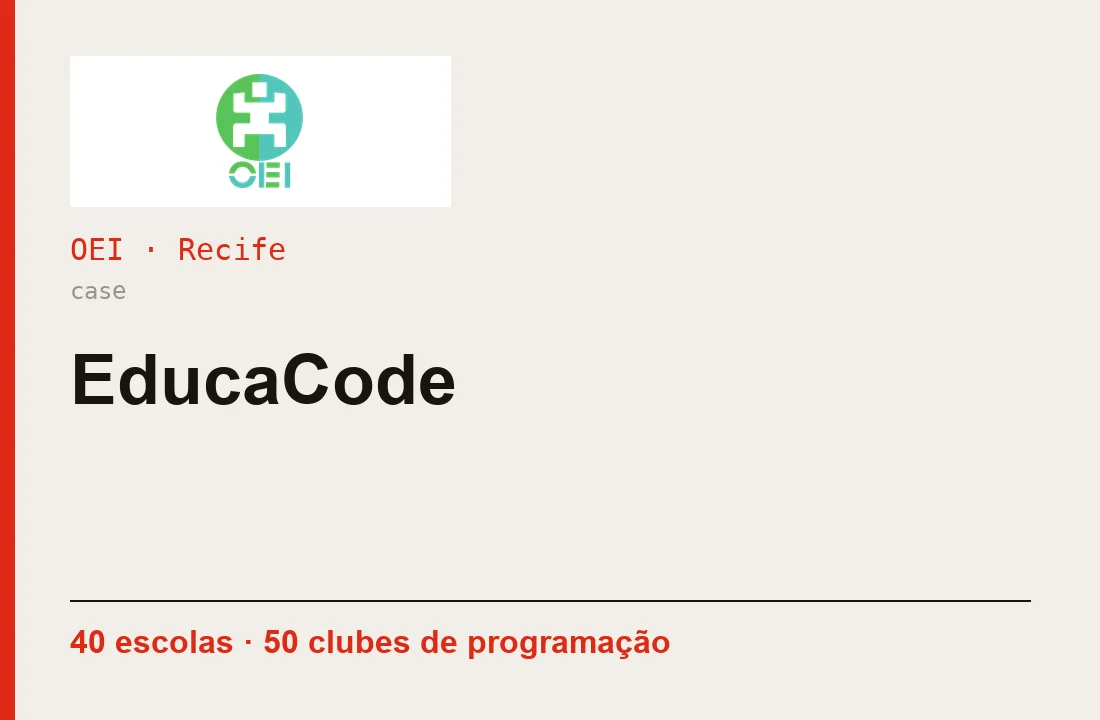 OEI
OEI · Recife
case
EducaCode
40 escolas · 50 clubes de programação